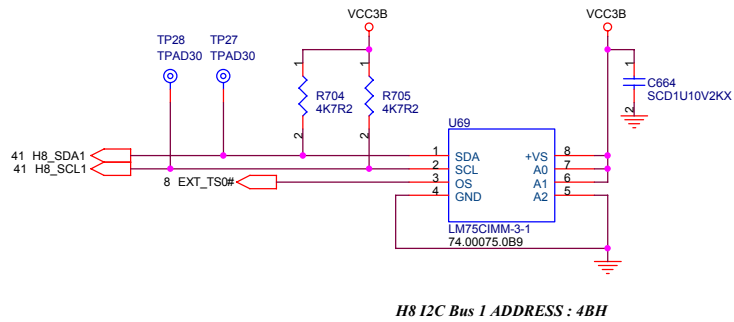 VCC3B
VCC3B
TP28
TPAD30
TP27
TPAD30
1
R704
4K7R2
2
1
R705
4K7R2
2
1
C664
SCD1U10V2KX
2
U69
41 H8_SDA1
1 SDA +VS 8
41 H8_SCL1
2 SCL A0 7
8 EXT_TS0#
3 OS A1 6
4 GND A2 5
LM75CIMM-3-1
74.00075.0B9
H8 I2C Bus 1 ADDRESS : 4BH